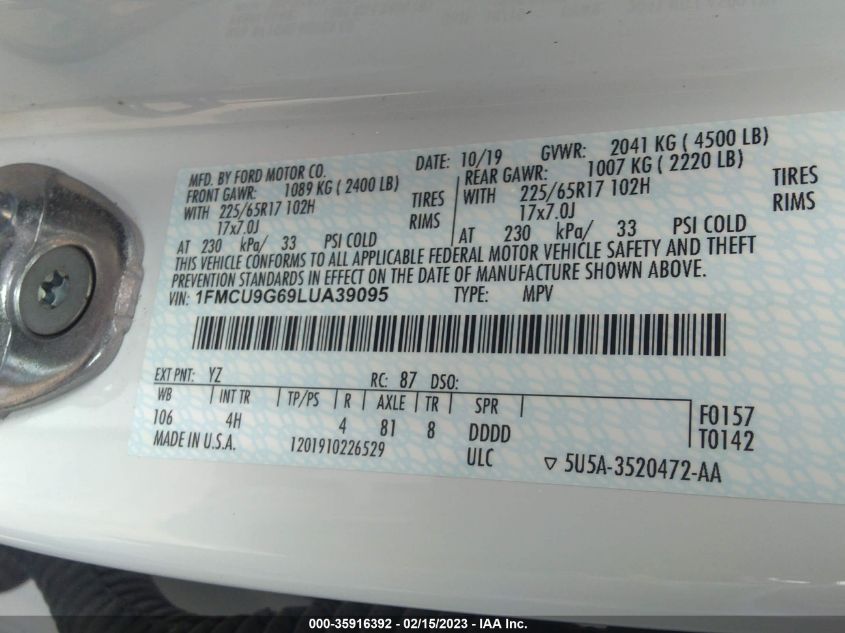 MFD. BY FORD MOTOR CO. DATE: 10/19 GVWR: 2041 KG ( 4500 LB)
FRONT GAWR: 1089 KG ( 2400 LB) REAR GAWR: 1007 KG ( 2220 LB)
WITH 225/65R17 102H TIRES WITH 225/65R17 102H TIRES
17x7.0J RIMS 17x7.0J RIMS
AT 230 kPa/ 33 PSI COLD AT 230 kPa/ 33 PSI COLD
THIS VEHICLE CONFORMS TO ALL APPLICABLE FEDERAL MOTOR VEHICLE SAFETY AND THEFT
PREVENTION STANDARDS IN EFFECT ON THE DATE OF MANUFACTURE SHOWN ABOVE.
VIN: 1FMCU9G69LUA39095 TYPE: MPV
EXT PNT: YZ RC: 87 DSO:
WB INT TR TP/PS R AXLE TR SPR F0157
106 4H 4 81 8 DDDD T0142
MADE IN U.S.A. 1201910226529 ULC ▽ 5U5A-3520472-AA
000-35916392 - 02/15/2023 - IAA Inc.